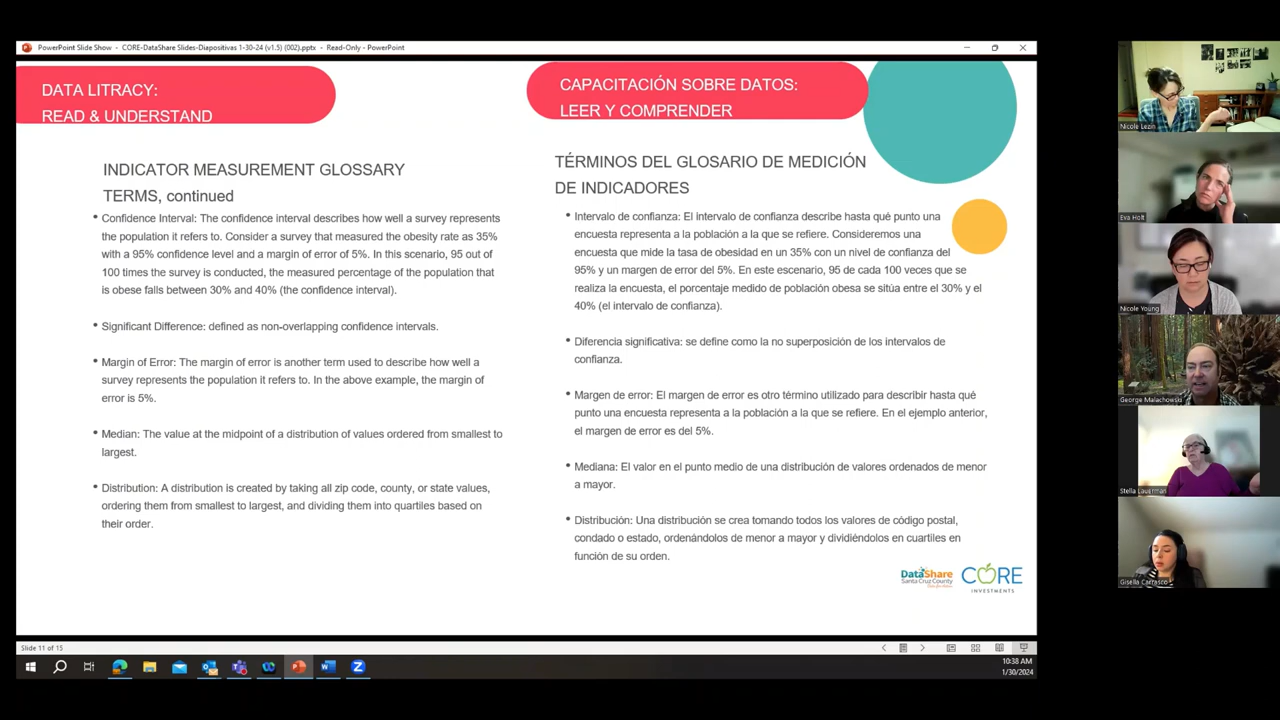 PowerPoint Slide Show - CORE-DataShare Slides-Diapositivas 1-30-24 (v1.5) (002).pptx - Read-Only - PowerPoint
DATA LITRACY:
READ & UNDERSTAND
INDICATOR MEASUREMENT GLOSSARY
TERMS, continued
• Confidence Interval: The confidence interval describes how well a survey represents
the population it refers to. Consider a survey that measured the obesity rate as 35%
with a 95% confidence level and a margin of error of 5%. In this scenario, 95 out of
100 times the survey is conducted, the measured percentage of the population that
is obese falls between 30% and 40% (the confidence interval).
• Significant Difference: defined as non-overlapping confidence intervals.
• Margin of Error: The margin of error is another term used to describe how well a
survey represents the population it refers to. In the above example, the margin of
error is 5%.
• Median: The value at the midpoint of a distribution of values ordered from smallest to
largest.
• Distribution: A distribution is created by taking all zip code, county, or state values,
ordering them from smallest to largest, and dividing them into quartiles based on
their order.
CAPACITACIÓN SOBRE DATOS:
LEER Y COMPRENDER
TÉRMINOS DEL GLOSARIO DE MEDICIÓN
DE INDICADORES
• Intervalo de confianza: El intervalo de confianza describe hasta qué punto una
encuesta representa a la población a la que se refiere. Consideremos una
encuesta que mide la tasa de obesidad en un 35% con un nivel de confianza del
95% y un margen de error del 5%. En este escenario, 95 de cada 100 veces que se
realiza la encuesta, el porcentaje medido de población obesa se sitúa entre el 30% y el
40% (el intervalo de confianza).
• Diferencia significativa: se define como la no superposición de los intervalos de
confianza.
• Margen de error: El margen de error es otro término utilizado para describir hasta qué
punto una encuesta representa a la población a la que se refiere. En el ejemplo anterior,
el margen de error es del 5%.
• Mediana: El valor en el punto medio de una distribución de valores ordenados de menor
a mayor.
• Distribución: Una distribución se crea tomando todos los valores de código postal,
condado o estado, ordenándolos de menor a mayor y dividiéndolos en cuartiles en
función de su orden.
DataShare
Santa Cruz County
CORE
INVESTMENTS
Slide 11 of 15
10:38 AM
1/30/2024
Nicole Lezin
Eva Holt
Nicole Young
George Malachowski
Stella Lauerman
Gisella Carrasco